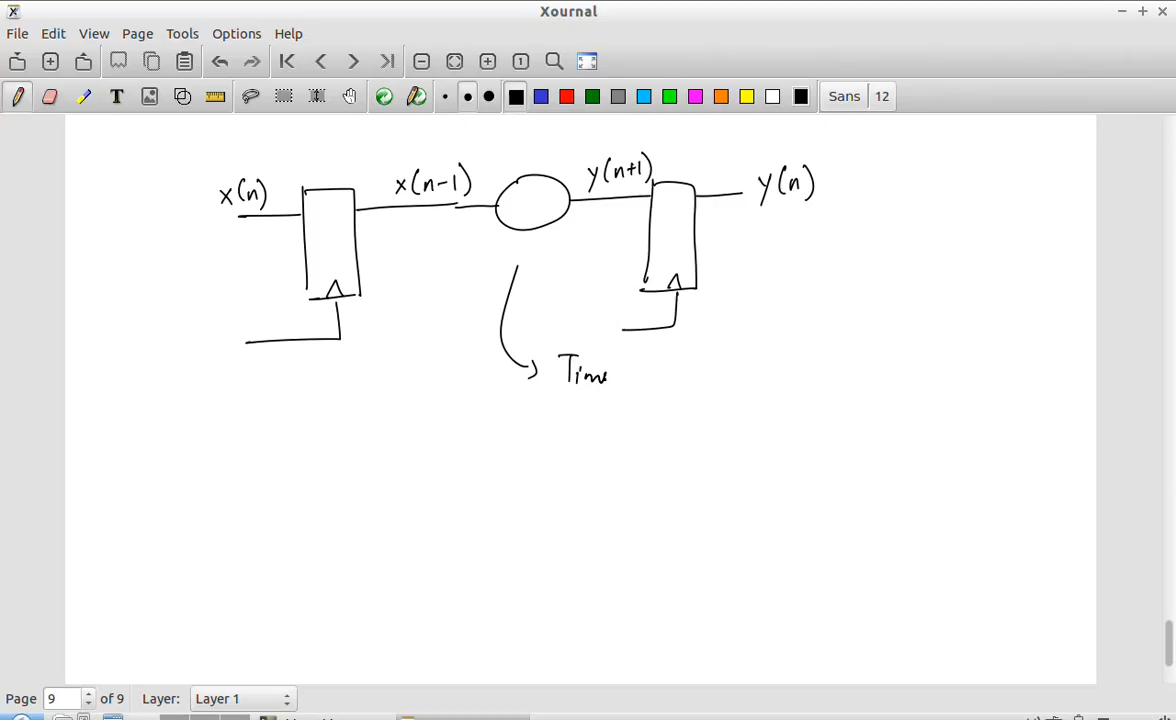 Xournal
File Edit View Page Tools Options Help
Sans 12
x(n) x(n-1) y(n+1) y(n)
Time
Page 9 of 9 Layer: Layer 1